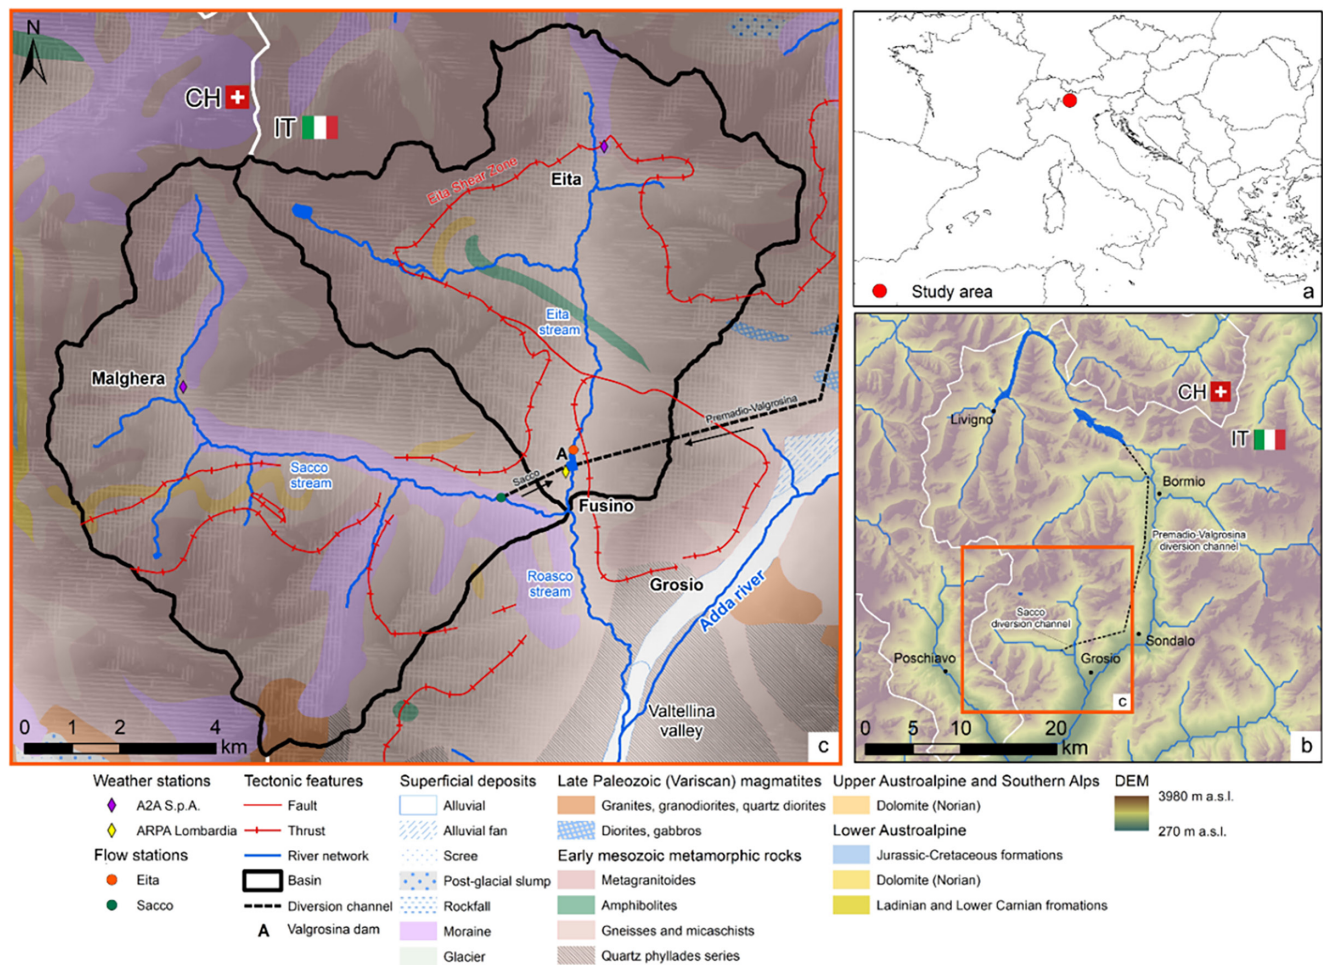 N
CH
IT
Eita Shear Zone
Eita
Eita
stream
Malghera
Premadio-Valgrosina
A
Sacco
Sacco
stream
Fusino
Roasco
stream
Grosio
Adda river
Valtellina
valley
0 1 2 4
km
c
Study area
a
CH
Livigno
IT
Bormio
Premadio-Valgrosina
diversion channel
Sacco
diversion channel
Sondalo
Poschiavo
Grosio
c
0 5 10 20
km
b
Weather stations
A2A S.p.A.
ARPA Lombardia
Flow stations
Eita
Sacco
Tectonic features
Fault
Thrust
River network
Basin
Diversion channel
A Valgrosina dam
Superficial deposits
Alluvial
Alluvial fan
Scree
Post-glacial slump
Rockfall
Moraine
Glacier
Late Paleozoic (Variscan) magmatites
Granites, granodiorites, quartz diorites
Diorites, gabbros
Early mesozoic metamorphic rocks
Metagranitoides
Amphibolites
Gneisses and micaschists
Quartz phyllades series
Upper Austroalpine and Southern Alps
Dolomite (Norian)
Lower Austroalpine
Jurassic-Cretaceous formations
Dolomite (Norian)
Ladinian and Lower Carnian fromations
DEM
3980 m a.s.l.
270 m a.s.l.